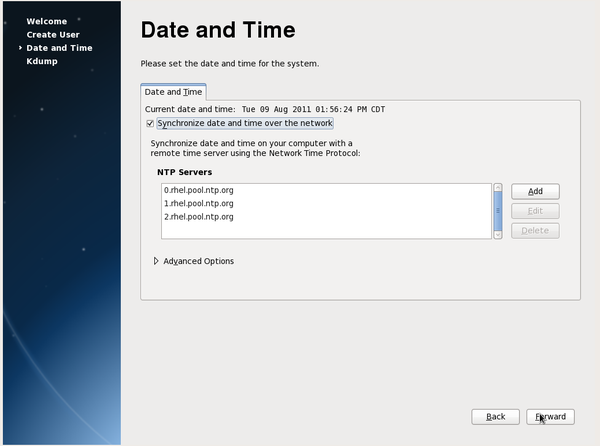 Welcome
Create User
Date and Time
Kdump
Date and Time
Please set the date and time for the system.
Date and Time
Current date and time: Tue 09 Aug 2011 01:56:24 PM CDT
Synchronize date and time over the network
Synchronize date and time on your computer with a
remote time server using the Network Time Protocol:
NTP Servers
0.rhel.pool.ntp.org
1.rhel.pool.ntp.org
2.rhel.pool.ntp.org
Add
Edit
Delete
Advanced Options
Back
Forward